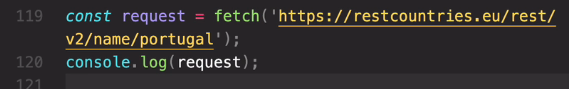 119 const request = fetch('https://restcountries.eu/rest/
v2/name/portugal');
120 console.log(request);
121